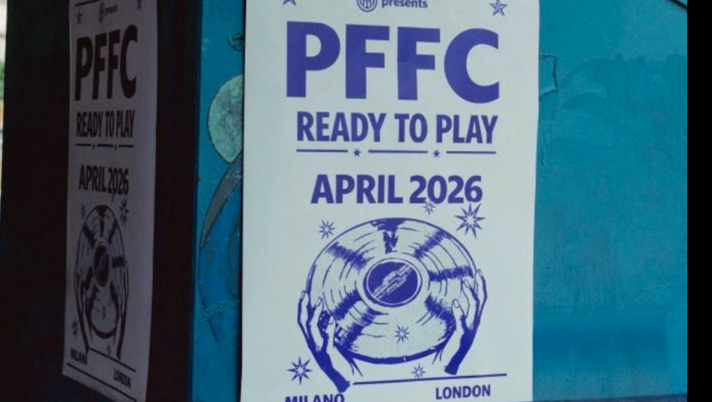 presents
PFFC
READY TO PLAY
APRIL 2026
MILANO
LONDON
PFFC
READY TO PLAY
APRIL 2026
MILANO
LONDON